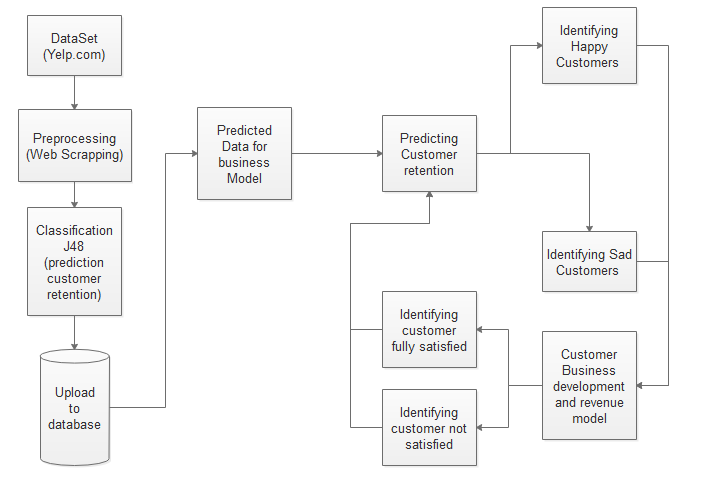 DataSet
(Yelp.com)
Preprocessing
(Web Scrapping)
Classification
J48
(prediction
customer
retention)
Upload
to
database
Predicted
Data for
business
Model
Predicting
Customer
retention
Identifying
Happy
Customers
Identifying Sad
Customers
Customer
Business
development
and revenue
model
Identifying
customer
fully satisfied
Identifying
customer not
satisfied